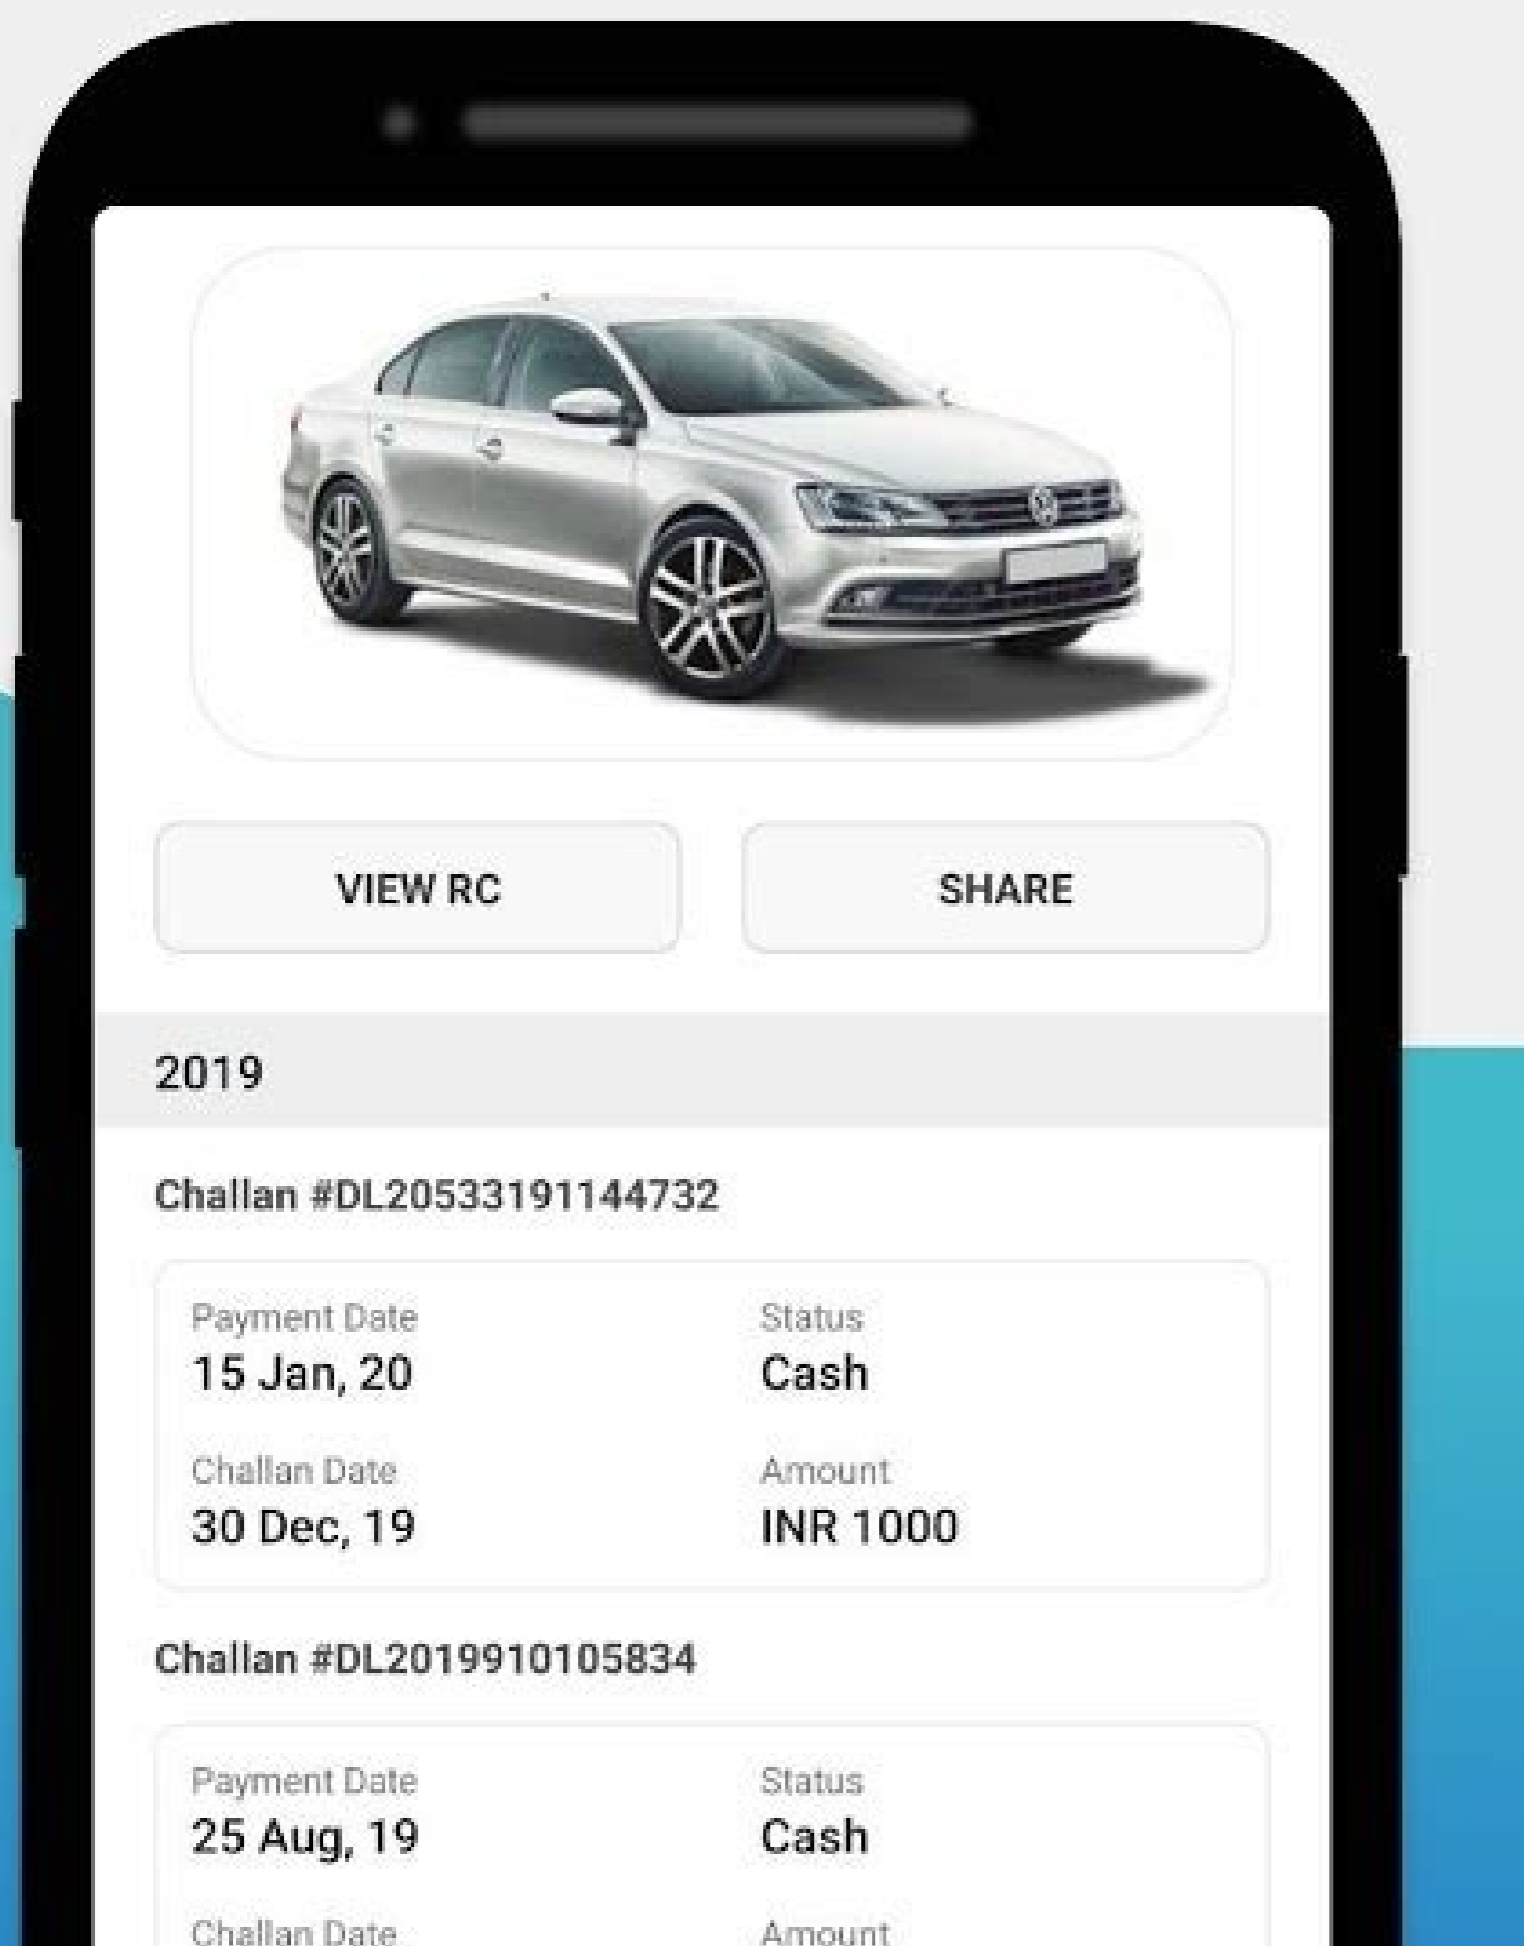 VIEW RC
SHARE
2019
Challan #DL20533191144732
Payment Date
Status
15 Jan, 20
Cash
Challan Date
Amount
30 Dec, 19
INR 1000
Challan #DL2019910105834
Payment Date
Status
25 Aug, 19
Cash
Challan Date
Amount